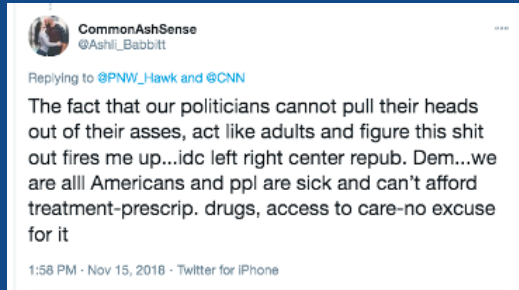 CommonAshSense
@Ashli_Babbitt
Replying to @PNW_Hawk and @CNN
The fact that our politicians cannot pull their heads
out of their asses, act like adults and figure this shit
out fires me up...idc left right center repub. Dem...we
are alll Americans and ppl are sick and can't afford
treatment-prescrip. drugs, access to care-no excuse
for it
1:58 PM · Nov 15, 2018 · Twitter for iPhone